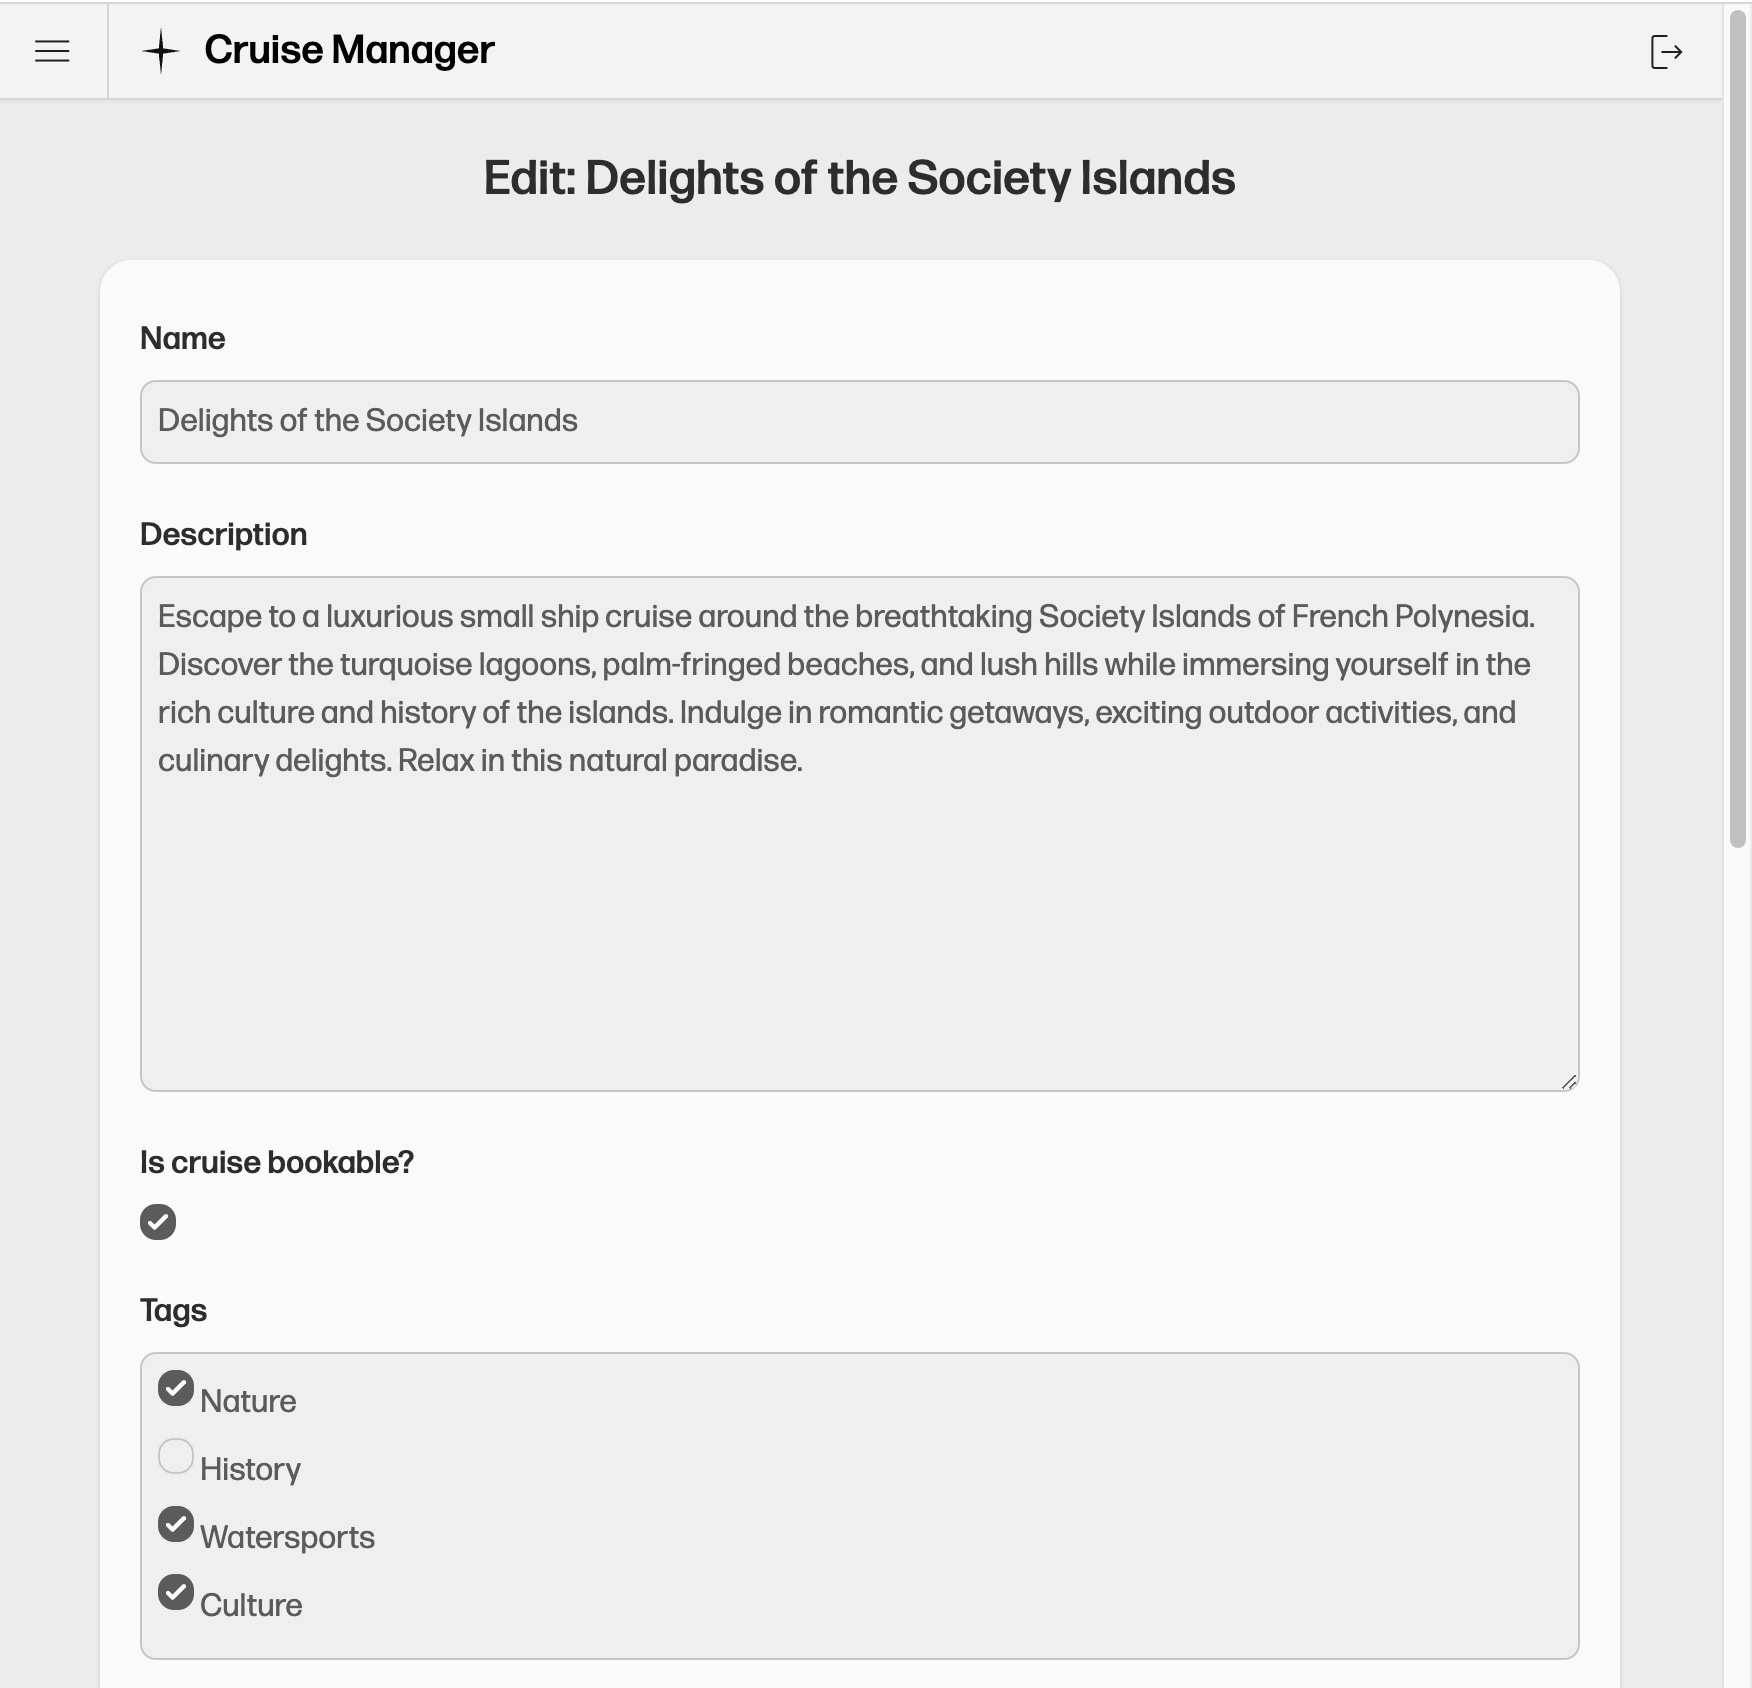 Cruise Manager
Edit: Delights of the Society Islands
Name
Delights of the Society Islands
Description
Escape to a luxurious small ship cruise around the breathtaking Society Islands of French Polynesia.
Discover the turquoise lagoons, palm-fringed beaches, and lush hills while immersing yourself in the
rich culture and history of the islands. Indulge in romantic getaways, exciting outdoor activities, and
culinary delights. Relax in this natural paradise.
Is cruise bookable?
Tags
Nature
History
Watersports
Culture